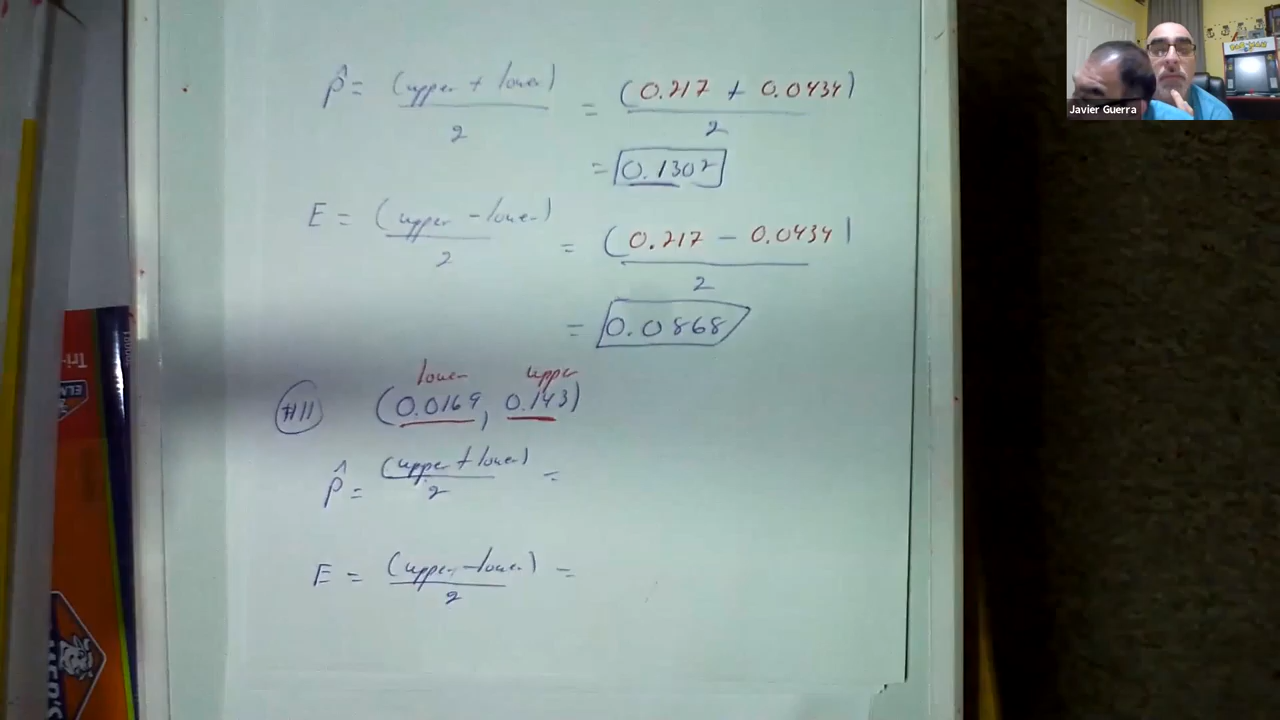 p̂ = (upper + lower) / 2 = (0.217 + 0.0434) / 2
= 0.1302
E = (upper - lower) / 2 = (0.217 - 0.0434) / 2
= 0.0868
lower upper
#11 (0.0169, 0.143)
p̂ = (upper + lower) / 2 =
E = (upper - lower) / 2 =
Javier Guerra
Tri-